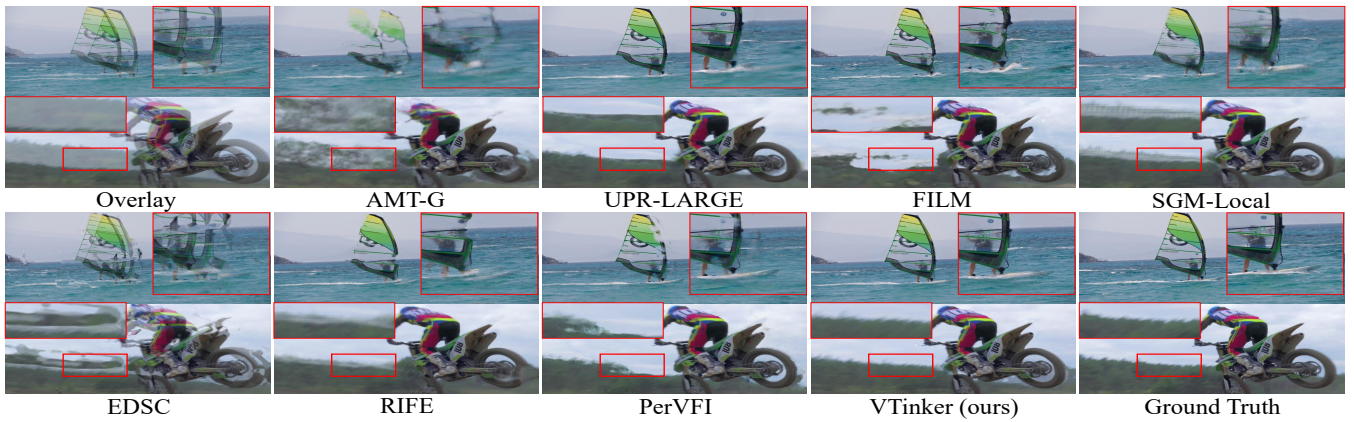 Overlay AMT-G UPR-LARGE FILM SGM-Local
EDSC RIFE PerVFI VTinker (ours) Ground Truth